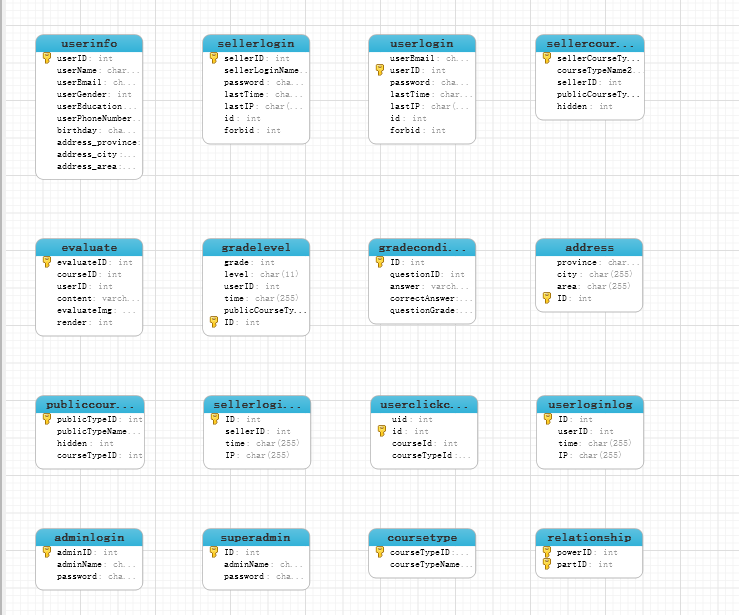 userinfo
userID: int
userName: char...
userEmail: ch...
userGender: int
userEducation...
userPhoneNumber...
birthday: cha...
address_province:
address_city:...
address_area:...
sellerlogin
sellerID: int
sellerLoginName...
password: cha...
lastTime: cha...
lastIP: char(...
id: int
forbid: int
userlogin
userEmail: ch...
userID: int
password: cha...
lastTime: char...
lastIP: char(...
id: int
forbid: int
sellercour...
sellerCourseTy...
courseTypeName2...
sellerID: int
publicCourseTy...
hidden: int
evaluate
evaluateID: int
courseID: int
userID: int
content: varch...
evaluateImg: ...
render: int
gradelevel
grade: int
level: char(11)
userID: int
time: char(255)
publicCourseTy...
ID: int
gradecondi...
ID: int
questionID: int
answer: varch...
correctAnswer:...
questionGrade:...
address
province: char...
city: char(255)
area: char(255)
ID: int
publiccour...
publicTypeID: int
publicTypeName...
hidden: int
courseTypeID: int
sellerlogi...
ID: int
sellerID: int
time: char(255)
IP: char(255)
userclickc...
uid: int
id: int
courseId: int
courseTypeId:...
userloginlog
ID: int
userID: int
time: char(255)
IP: char(255)
adminlogin
adminID: int
adminName: ch...
password: cha...
superadmin
ID: int
adminName: ch...
password: cha...
coursetype
courseTypeID:...
courseTypeName...
relationship
powerID: int
partID: int